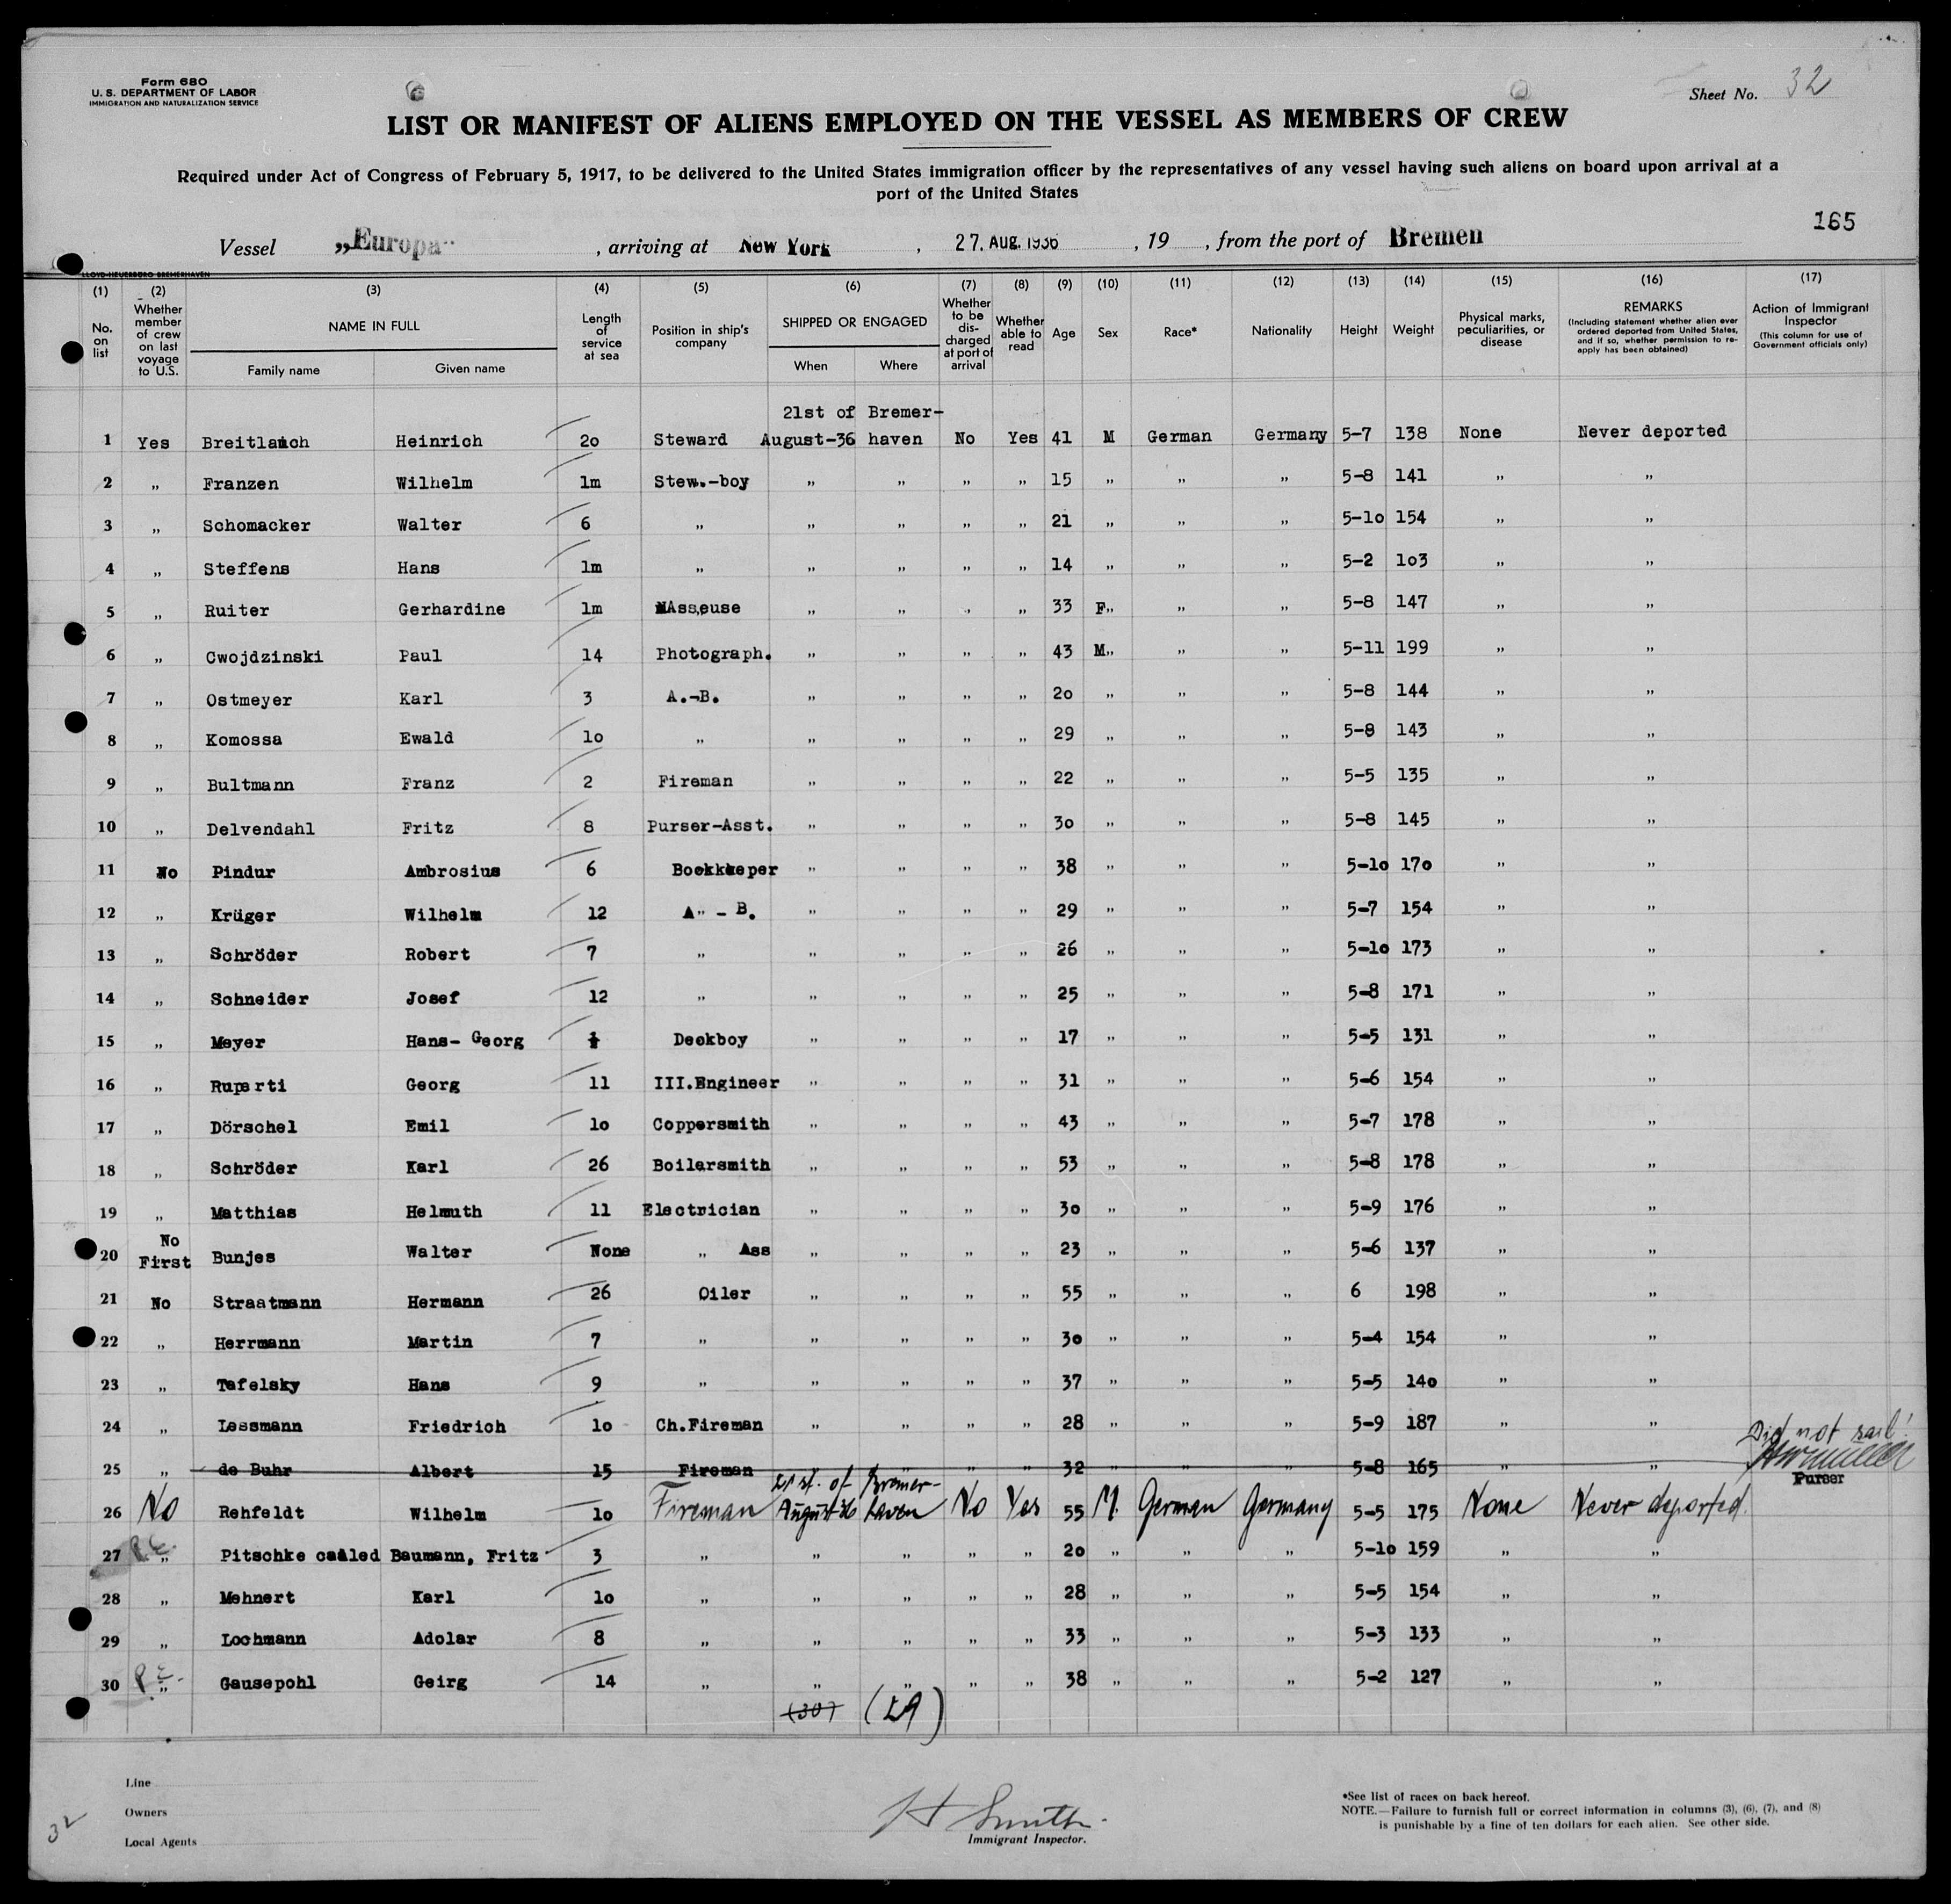 Form 680
U. S. DEPARTMENT OF LABOR
IMMIGRATION AND NATURALIZATION SERVICE
Sheet No. 32
LIST OR MANIFEST OF ALIENS EMPLOYED ON THE VESSEL AS MEMBERS OF CREW
Required under Act of Congress of February 5, 1917, to be delivered to the United States immigration officer by the representatives of any vessel having such aliens on board upon arrival at a
port of the United States
165
Vessel „Europa" , arriving at New York , 27. Aug. 1936 , 19 , from the port of Bremen
LLOYD-HEUERBÜRO BREMERHAVEN
(1) (2) (3) (4) (5) (6) (7) (8) (9) (10) (11) (12) (13) (14) (15) (16) (17)
No. on list
Whether member of crew on last voyage to U.S.
NAME IN FULL
Family name Given name
Length of service at sea
Position in ship's company
SHIPPED OR ENGAGED
When Where
Whether to be discharged at port of arrival
Whether able to read
Age
Sex
Race*
Nationality
Height
Weight
Physical marks, peculiarities, or disease
REMARKS
(Including statement whether alien ever ordered deported from United States, and if so, whether permission to re-apply has been obtained)
Action of Immigrant Inspector
(This column for use of Government officials only)
21st of Bremer-
1 Yes Breitlauch Heinrich 2o Steward August-36 haven No Yes 41 M German Germany 5-7 138 None Never deported
2 „ Franzen Wilhelm 1m Stew.-boy „ „ „ „ 15 „ „ „ 5-8 141 „ „
3 „ Schomacker Walter 6 „ „ „ „ „ 21 „ „ „ 5-1o 154 „ „
4 „ Steffens Hans 1m „ „ „ „ „ 14 „ „ „ 5-2 1o3 „ „
5 „ Ruiter Gerhardine 1m MAsseuse „ „ „ „ 33 F„ „ „ 5-8 147 „ „
6 „ Cwojdzinski Paul 14 Photograph. „ „ „ „ 43 M„ „ „ 5-11 199 „ „
7 „ Ostmeyer Karl 3 A.-B. „ „ „ „ 2o „ „ „ 5-8 144 „ „
8 „ Komossa Ewald 1o „ „ „ „ „ 29 „ „ „ 5-8 143 „ „
9 „ Bultmann Franz 2 Fireman „ „ „ „ 22 „ „ „ 5-5 135 „ „
10 „ Delvendahl Fritz 8 Purser-Asst. „ „ „ „ 3o „ „ „ 5-8 145 „ „
11 No Pindur Ambrosius 6 Bookkeeper „ „ „ „ 38 „ „ „ 5-1o 17o „ „
12 „ Krüger Wilhelm 12 A„ - B. „ „ „ „ 29 „ „ „ 5-7 154 „ „
13 „ Schröder Robert 7 „ „ „ „ „ 26 „ „ „ 5-1o 173 „ „
14 „ Schneider Josef 12 „ „ „ „ „ 25 „ „ „ 5-8 171 „ „
15 „ Meyer Hans- Georg Deckboy „ „ „ „ 17 „ „ „ 5-5 131 „ „
16 „ Ruperti Georg 11 III.Engineer „ „ „ „ 31 „ „ „ 5-6 154 „ „
17 „ Dörschel Emil 1o Coppersmith „ „ „ „ 43 „ „ „ 5-7 178 „ „
18 „ Schröder Karl 26 Boilersmith „ „ „ „ 53 „ „ „ 5-8 178 „ „
19 „ Matthias Helmuth 11 Electrician „ „ „ „ 3o „ „ „ 5-9 176 „ „
No
20 First Bunjes Walter None „ Ass „ „ „ „ 23 „ „ „ 5-6 137 „ „
21 No Straatmann Hermann 26 Oiler „ „ „ „ 55 „ „ „ 6 198 „ „
22 „ Herrmann Martin 7 „ „ „ „ „ 3o „ „ „ 5-4 154 „ „
23 „ Tafelsky Hans 9 „ „ „ „ „ 37 „ „ „ 5-5 14o „ „
24 „ Lessmann Friedrich 1o Ch.Fireman „ „ „ „ 28 „ „ „ 5-9 187 „ „
Did not sail!
25 „ de Buhr Albert 15 Fireman „ „ „ „ 32 „ „ „ 5-8 165 „ „
Purser
21st. of Bremer-
26 No Rehfeldt Wilhelm 1o Fireman August-36 haven No Yes 55 M. German Germany 5-5 175 None Never deported.
27 „ Pitschke called Baumann, Fritz 3 „ „ „ „ „ 2o „ „ „ 5-1o 159 „ „
28 „ Mehnert Karl 1o „ „ „ „ „ 28 „ „ „ 5-5 154 „ „
29 „ Lochmann Adolar 8 „ „ „ „ „ 33 „ „ „ 5-3 133 „ „
30 „ Gausepohl Geirg 14 „ „ „ „ „ 38 „ „ „ 5-2 127 „ „
(30) (29)
Line
Owners
Local Agents
32
H Smith
Immigrant Inspector.
*See list of races on back hereof.
NOTE.—Failure to furnish full or correct information in columns (3), (6), (7), and (8)
is punishable by a fine of ten dollars for each alien. See other side.